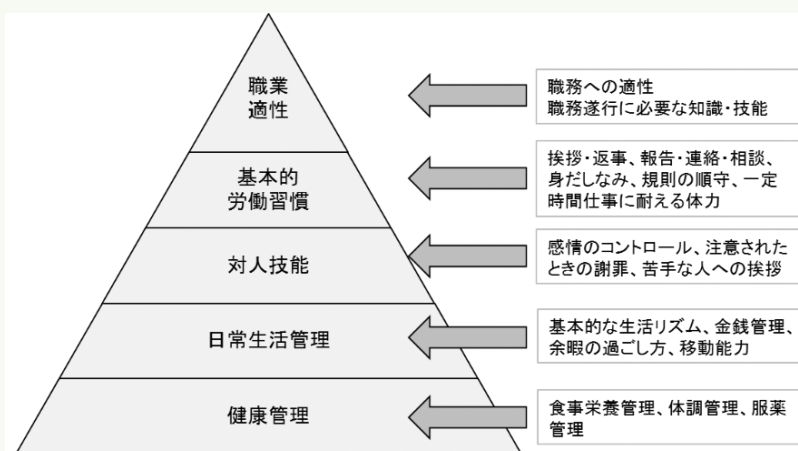 職業
適性
職務への適性
職務遂行に必要な知識・技能
基本的
労働習慣
挨拶・返事、報告・連絡・相談、
身だしなみ、規則の順守、一定
時間仕事に耐える体力
対人技能
感情のコントロール、注意された
ときの謝罪、苦手な人への挨拶
日常生活管理
基本的な生活リズム、金銭管理、
余暇の過ごし方、移動能力
健康管理
食事栄養管理、体調管理、服薬
管理